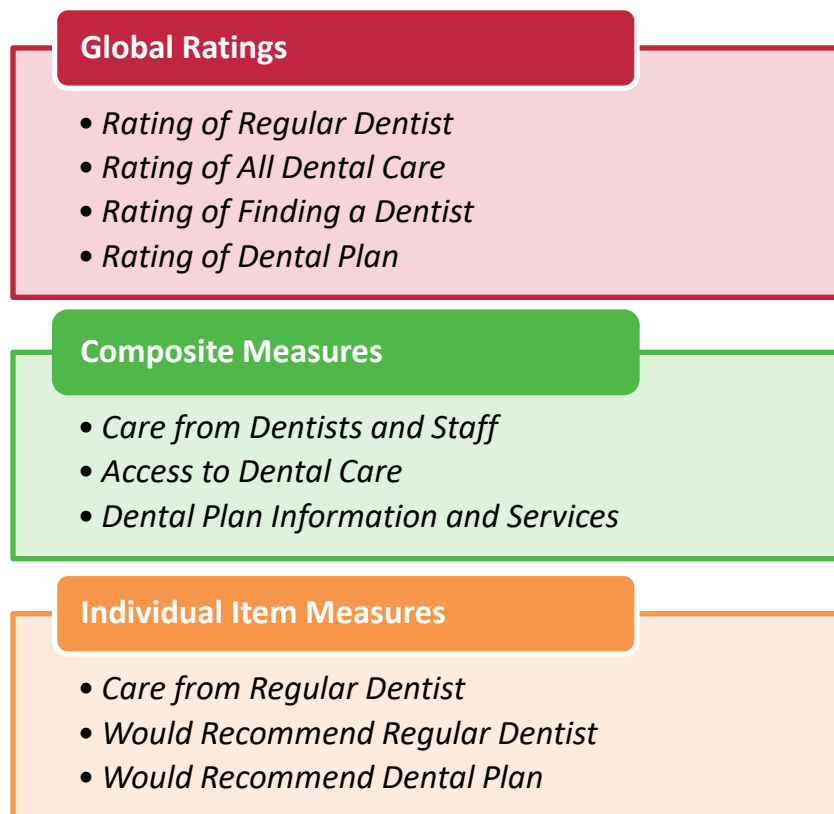 Global Ratings
• Rating of Regular Dentist
• Rating of All Dental Care
• Rating of Finding a Dentist
• Rating of Dental Plan
Composite Measures
• Care from Dentists and Staff
• Access to Dental Care
• Dental Plan Information and Services
Individual Item Measures
• Care from Regular Dentist
• Would Recommend Regular Dentist
• Would Recommend Dental Plan